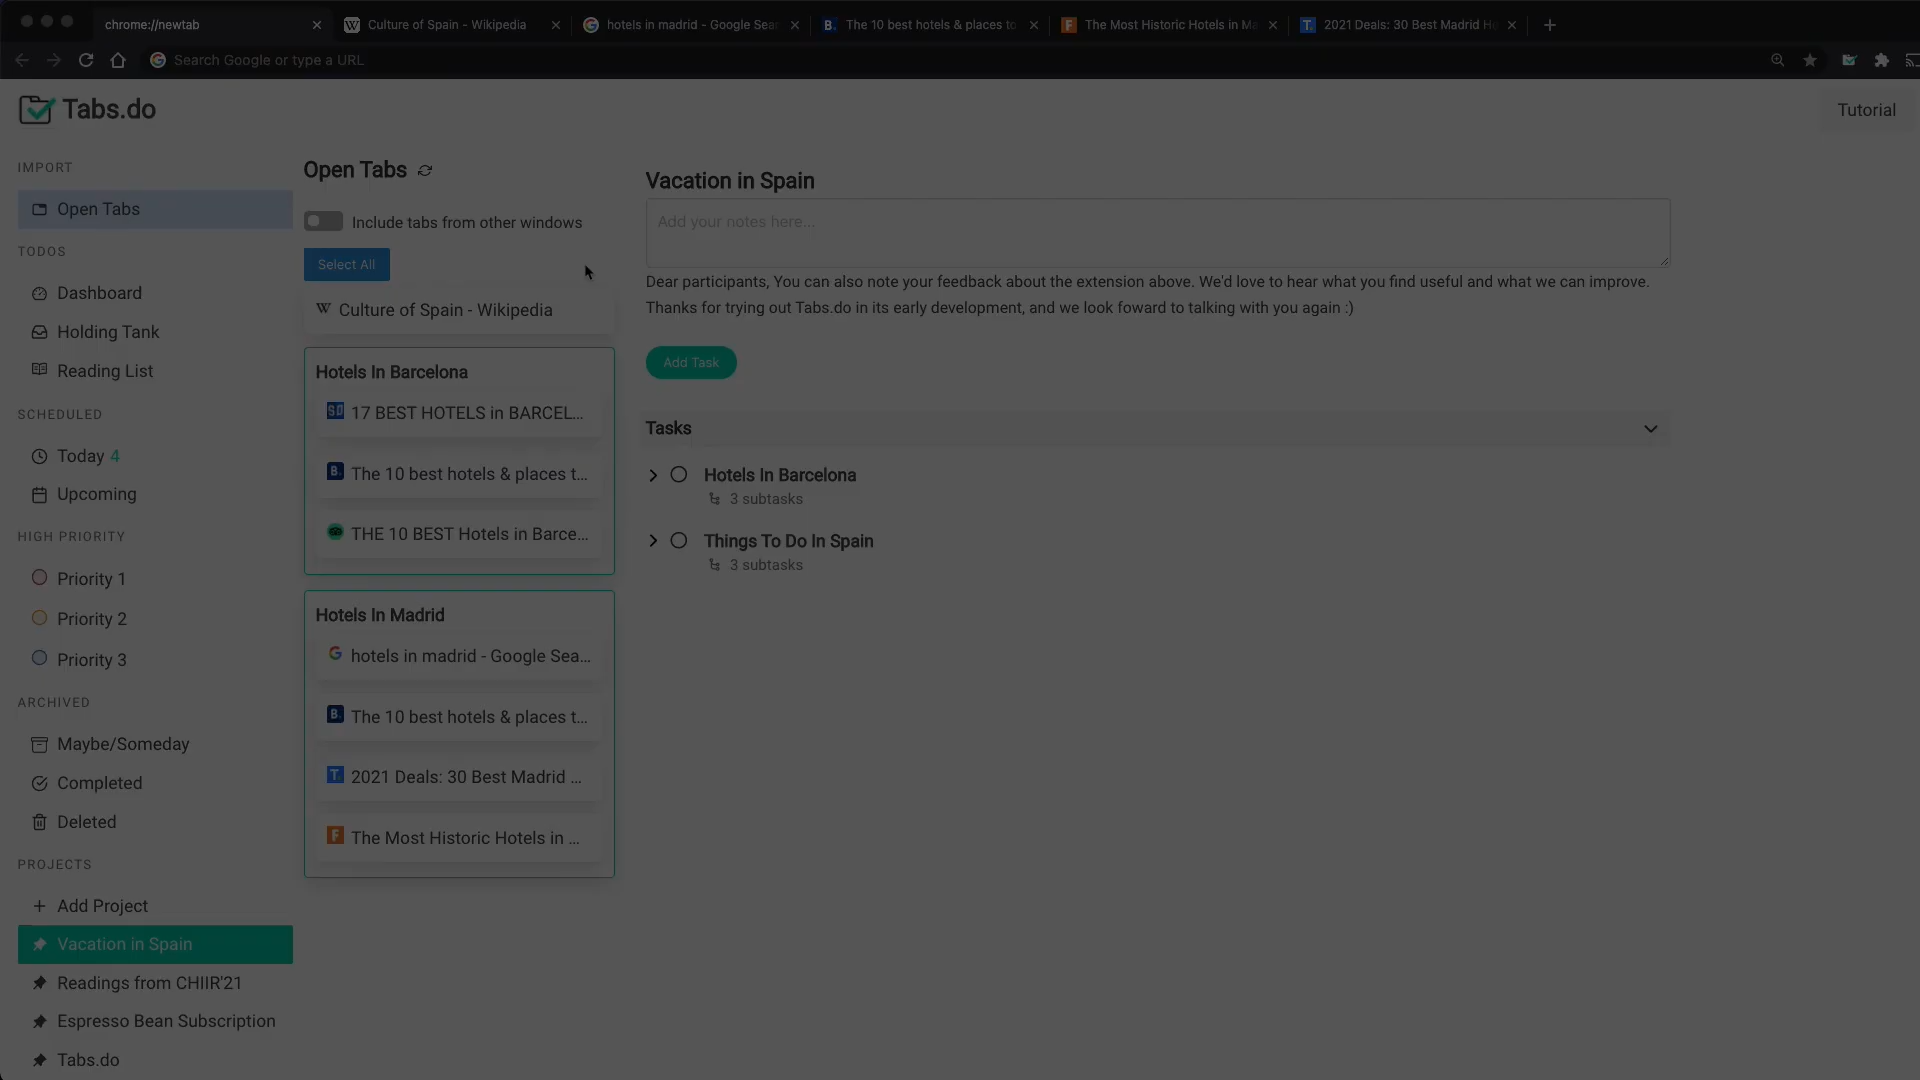 chrome://newtab
Culture of Spain - Wikipedia
hotels in madrid - Google Sea
The 10 best hotels & places to
The Most Historic Hotels in Ma
2021 Deals: 30 Best Madrid Ho
Search Google or type a URL
Tabs.do
Tutorial
IMPORT
Open Tabs
TODOS
Dashboard
Holding Tank
Reading List
SCHEDULED
Today 4
Upcoming
HIGH PRIORITY
Priority 1
Priority 2
Priority 3
ARCHIVED
Maybe/Someday
Completed
Deleted
PROJECTS
Add Project
Vacation in Spain
Readings from CHIIR'21
Espresso Bean Subscription
Tabs.do
Open Tabs
Include tabs from other windows
Select All
Culture of Spain - Wikipedia
Hotels In Barcelona
17 BEST HOTELS in BARCEL...
The 10 best hotels & places t...
THE 10 BEST Hotels in Barce...
Hotels In Madrid
hotels in madrid - Google Sea...
The 10 best hotels & places t...
2021 Deals: 30 Best Madrid ...
The Most Historic Hotels in ...
Vacation in Spain
Add your notes here...
Dear participants, You can also note your feedback about the extension above. We'd love to hear what you find useful and what we can improve.
Thanks for trying out Tabs.do in its early development, and we look foward to talking with you again :)
Add Task
Tasks
Hotels In Barcelona
3 subtasks
Things To Do In Spain
3 subtasks